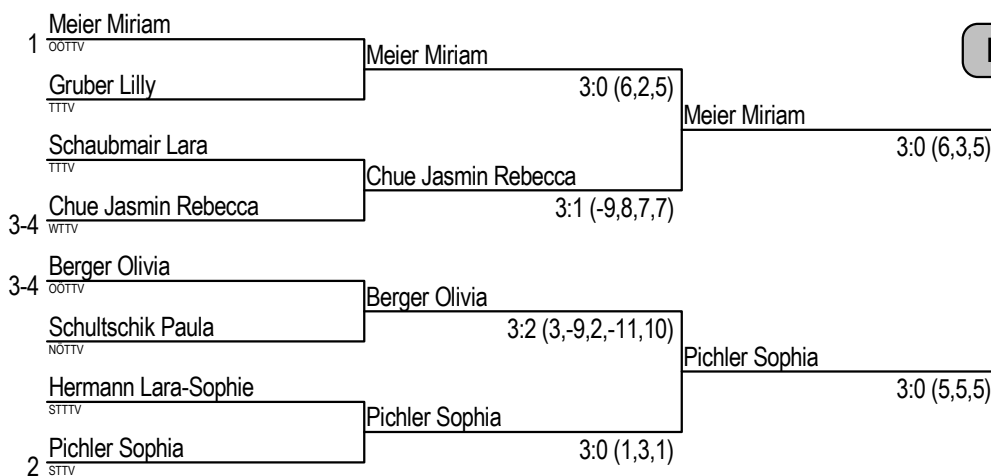 Meier Miriam
1 OÖTTV
Meier Miriam
Gruber Lilly
TTTV
3:0 (6,2,5)
Meier Miriam
3:0 (6,3,5)
Schaubmair Lara
TTTV
Chue Jasmin Rebecca
Chue Jasmin Rebecca
3-4 WTTV
3:1 (-9,8,7,7)
Berger Olivia
3-4 OÖTTV
Berger Olivia
Schultschik Paula
NÖTTV
3:2 (3,-9,2,-11,10)
Pichler Sophia
3:0 (5,5,5)
Hermann Lara-Sophie
STTTV
Pichler Sophia
Pichler Sophia
2 STTV
3:0 (1,3,1)